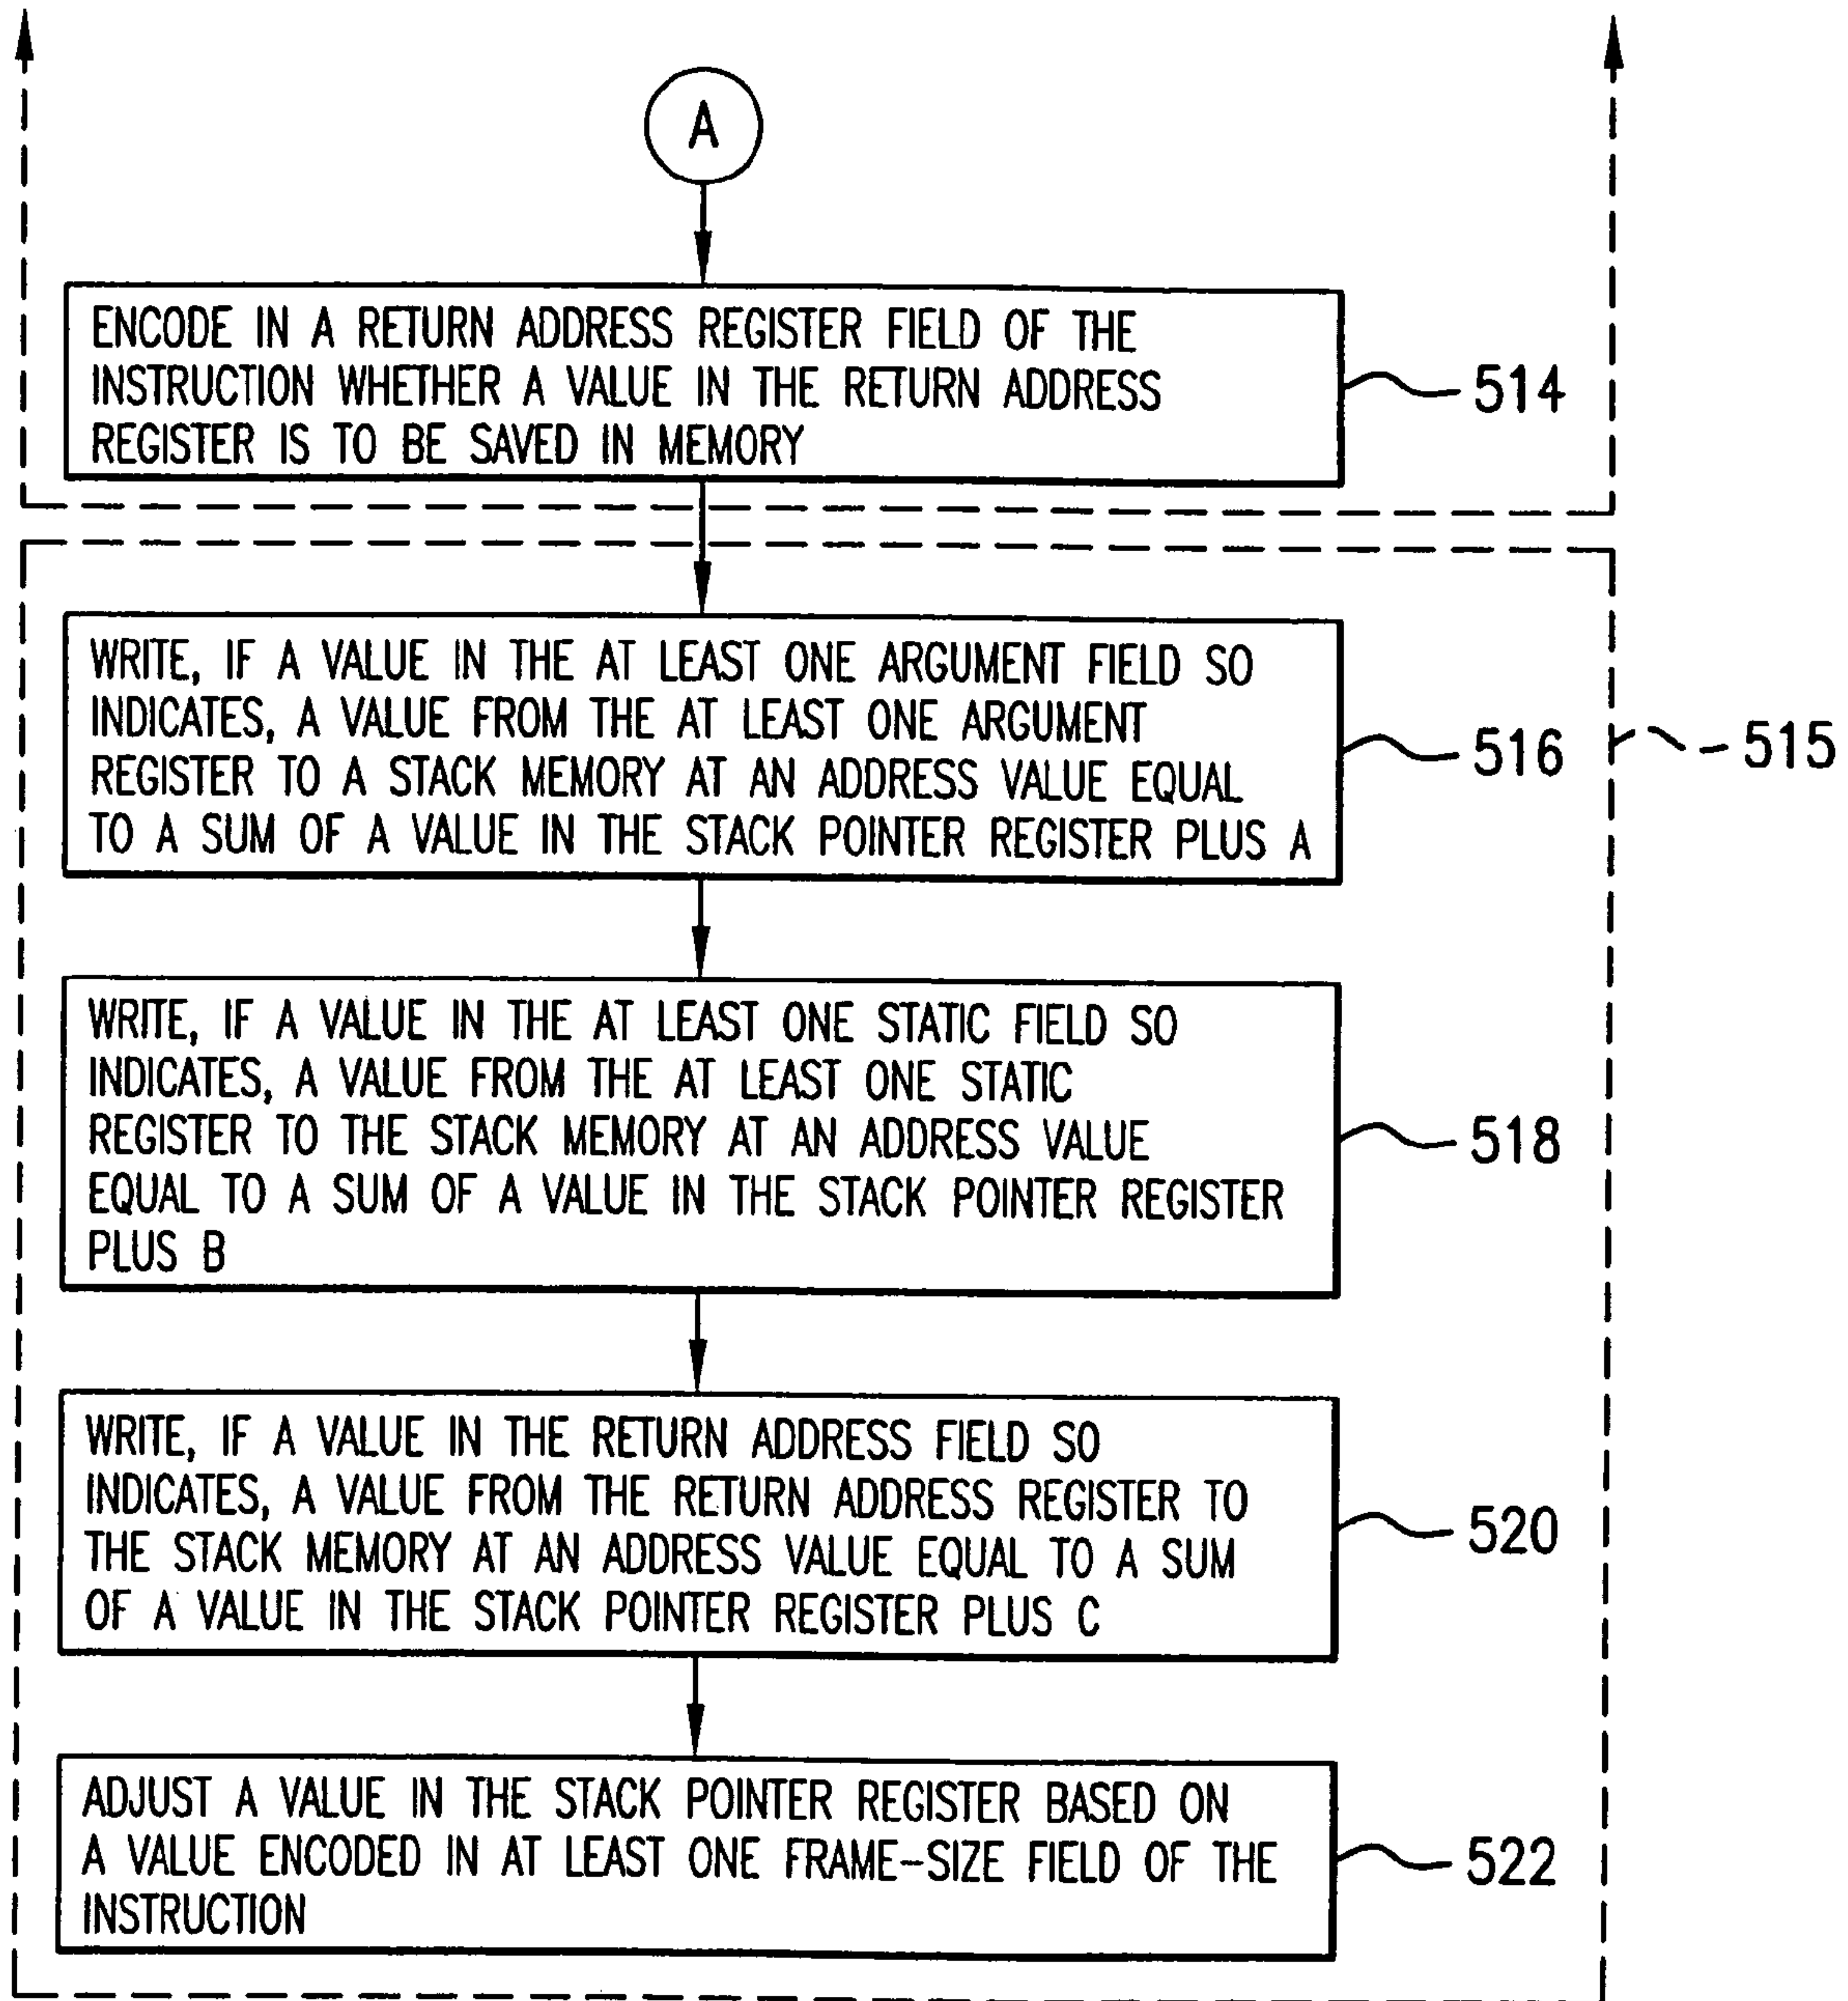 A
ENCODE IN A RETURN ADDRESS REGISTER FIELD OF THE
INSTRUCTION WHETHER A VALUE IN THE RETURN ADDRESS
REGISTER IS TO BE SAVED IN MEMORY
514
WRITE, IF A VALUE IN THE AT LEAST ONE ARGUMENT FIELD SO
INDICATES, A VALUE FROM THE AT LEAST ONE ARGUMENT
REGISTER TO A STACK MEMORY AT AN ADDRESS VALUE EQUAL
TO A SUM OF A VALUE IN THE STACK POINTER REGISTER PLUS A
516
515
WRITE, IF A VALUE IN THE AT LEAST ONE STATIC FIELD SO
INDICATES, A VALUE FROM THE AT LEAST ONE STATIC
REGISTER TO THE STACK MEMORY AT AN ADDRESS VALUE
EQUAL TO A SUM OF A VALUE IN THE STACK POINTER REGISTER
PLUS B
518
WRITE, IF A VALUE IN THE RETURN ADDRESS FIELD SO
INDICATES, A VALUE FROM THE RETURN ADDRESS REGISTER TO
THE STACK MEMORY AT AN ADDRESS VALUE EQUAL TO A SUM
OF A VALUE IN THE STACK POINTER REGISTER PLUS C
520
ADJUST A VALUE IN THE STACK POINTER REGISTER BASED ON
A VALUE ENCODED IN AT LEAST ONE FRAME-SIZE FIELD OF THE
INSTRUCTION
522